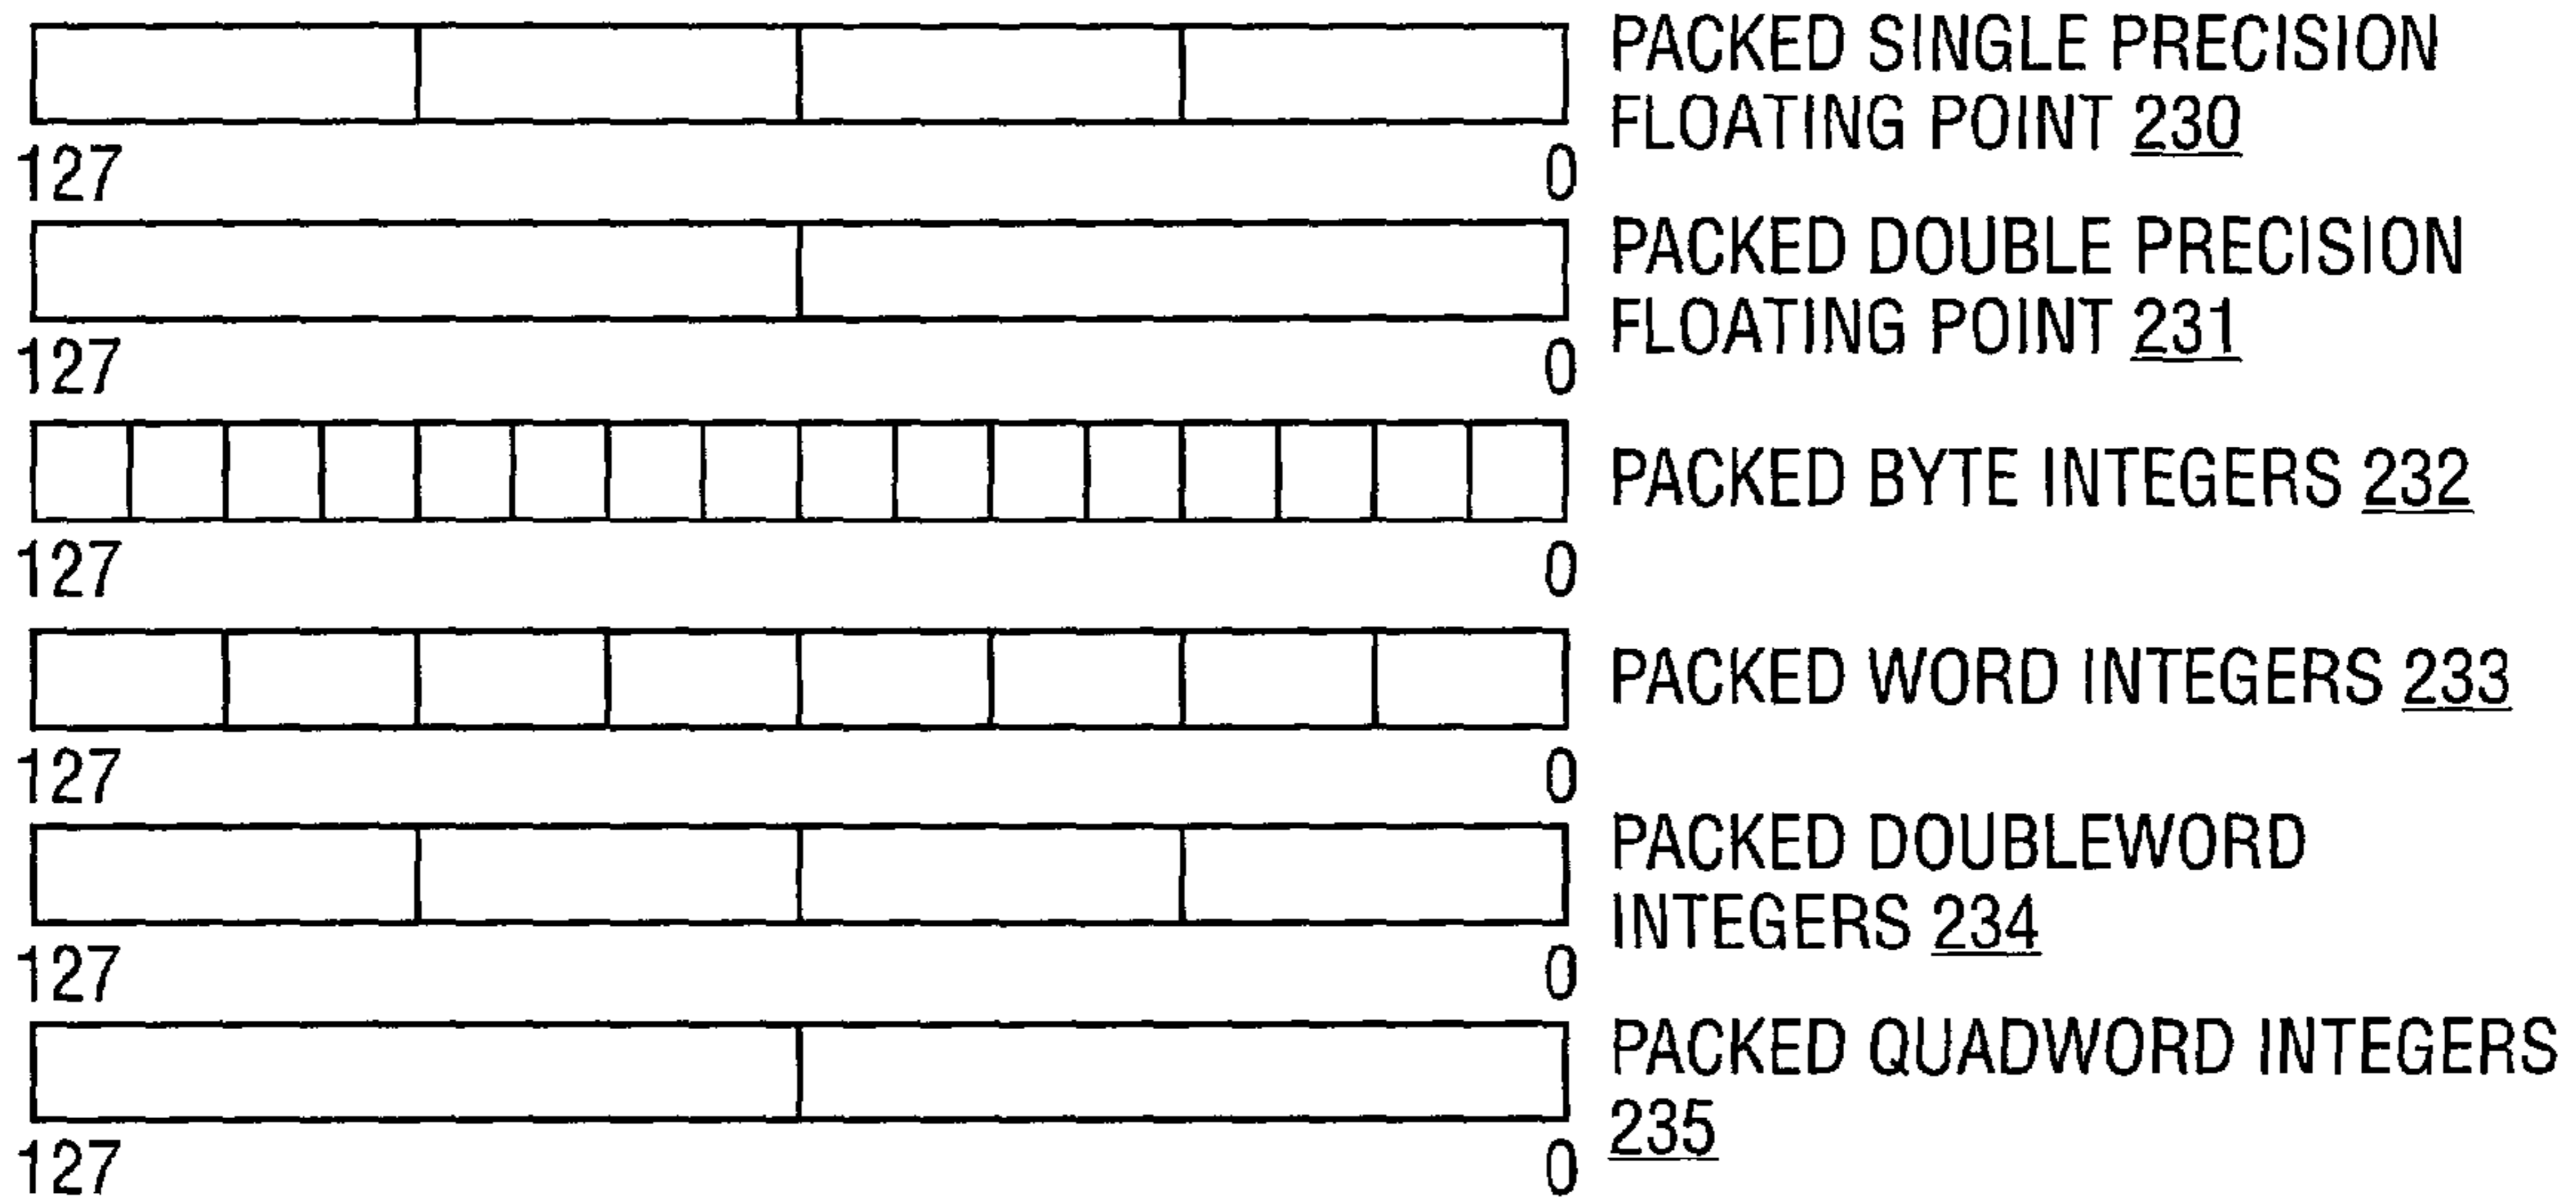 PACKED SINGLE PRECISION
FLOATING POINT 230
127 0
PACKED DOUBLE PRECISION
FLOATING POINT 231
127 0
PACKED BYTE INTEGERS 232
127 0
PACKED WORD INTEGERS 233
127 0
PACKED DOUBLEWORD
INTEGERS 234
127 0
PACKED QUADWORD INTEGERS
235
127 0